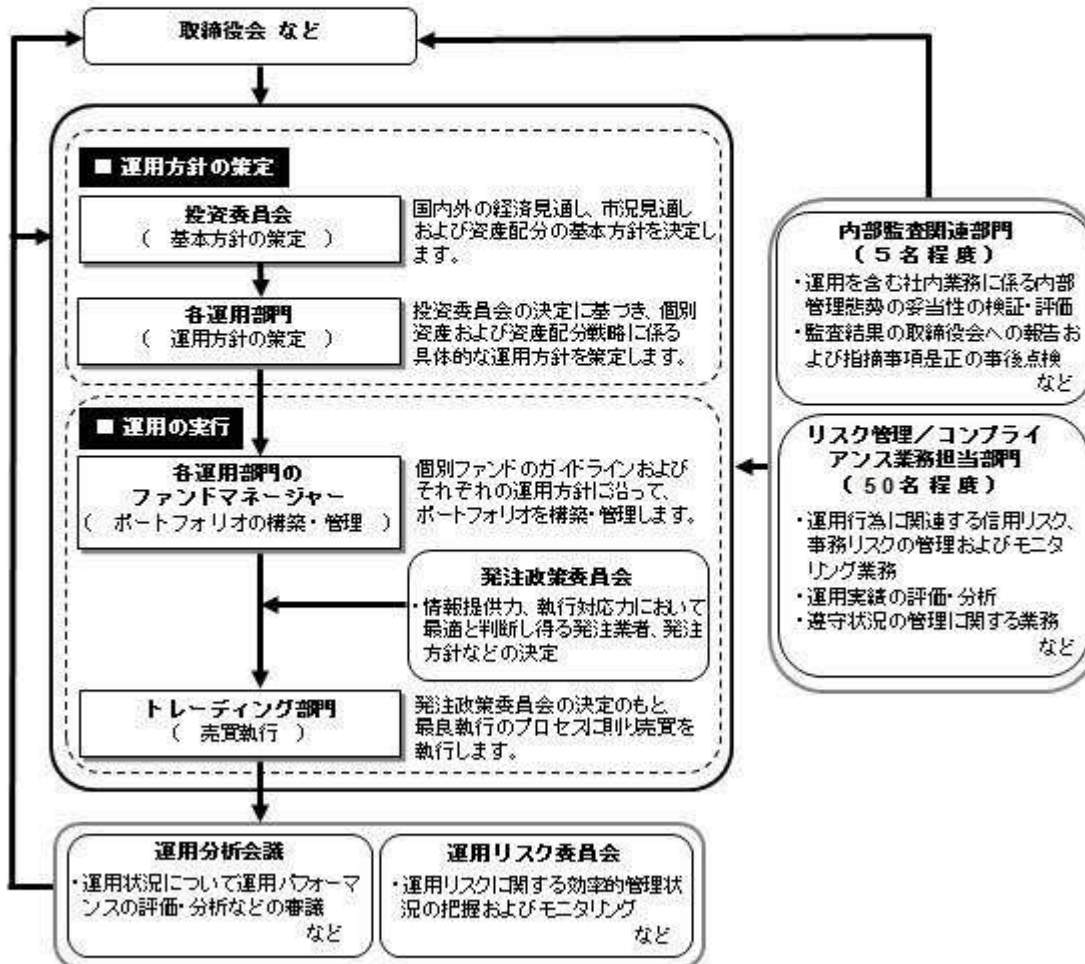 取締役会 など
■ 運用方針の策定
投資委員会
( 基本方針の策定 )
国内外の経済見通し、市況見通し
および資産配分の基本方針を決定し
ます。
各運用部門
( 運用方針の策定 )
投資委員会の決定に基づき、個別
資産および資産配分戦略に係る
具体的な運用方針を策定します。
■ 運用の実行
各運用部門の
ファンドマネージャー
( ポートフォリオの構築・管理 )
個別ファンドのガイドラインおよび
それぞれの運用方針に沿って、
ポートフォリオを構築・管理します。
発注政策委員会
・情報提供力、執行対応力において
最適と判断し得る発注業者、発注
方針などの決定
トレーディング部門
( 売買執行 )
発注政策委員会の決定のもと
最良執行のプロセスに則り売買を
執行します。
運用分析会議
・運用状況について運用パフォーマ
ンスの評価・分析などの審議
など
運用リスク委員会
・運用リスクに関する効率的管理状
況の把握およびモニタリング
など
内部監査関連部門
(5名程度)
・運用を含む社内業務に係る内部
管理態勢の妥当性の検証・評価
・監査結果の取締役会への報告お
よび指摘事項是正の事後点検
など
リスク管理/コンプライ
アンス業務担当部門
(50名程度)
・運用行為に関連する信用リスク、
事務リスクの管理およびモニタ
リング業務
・運用実績の評価・分析
・遵守状況の管理に関する業務
など